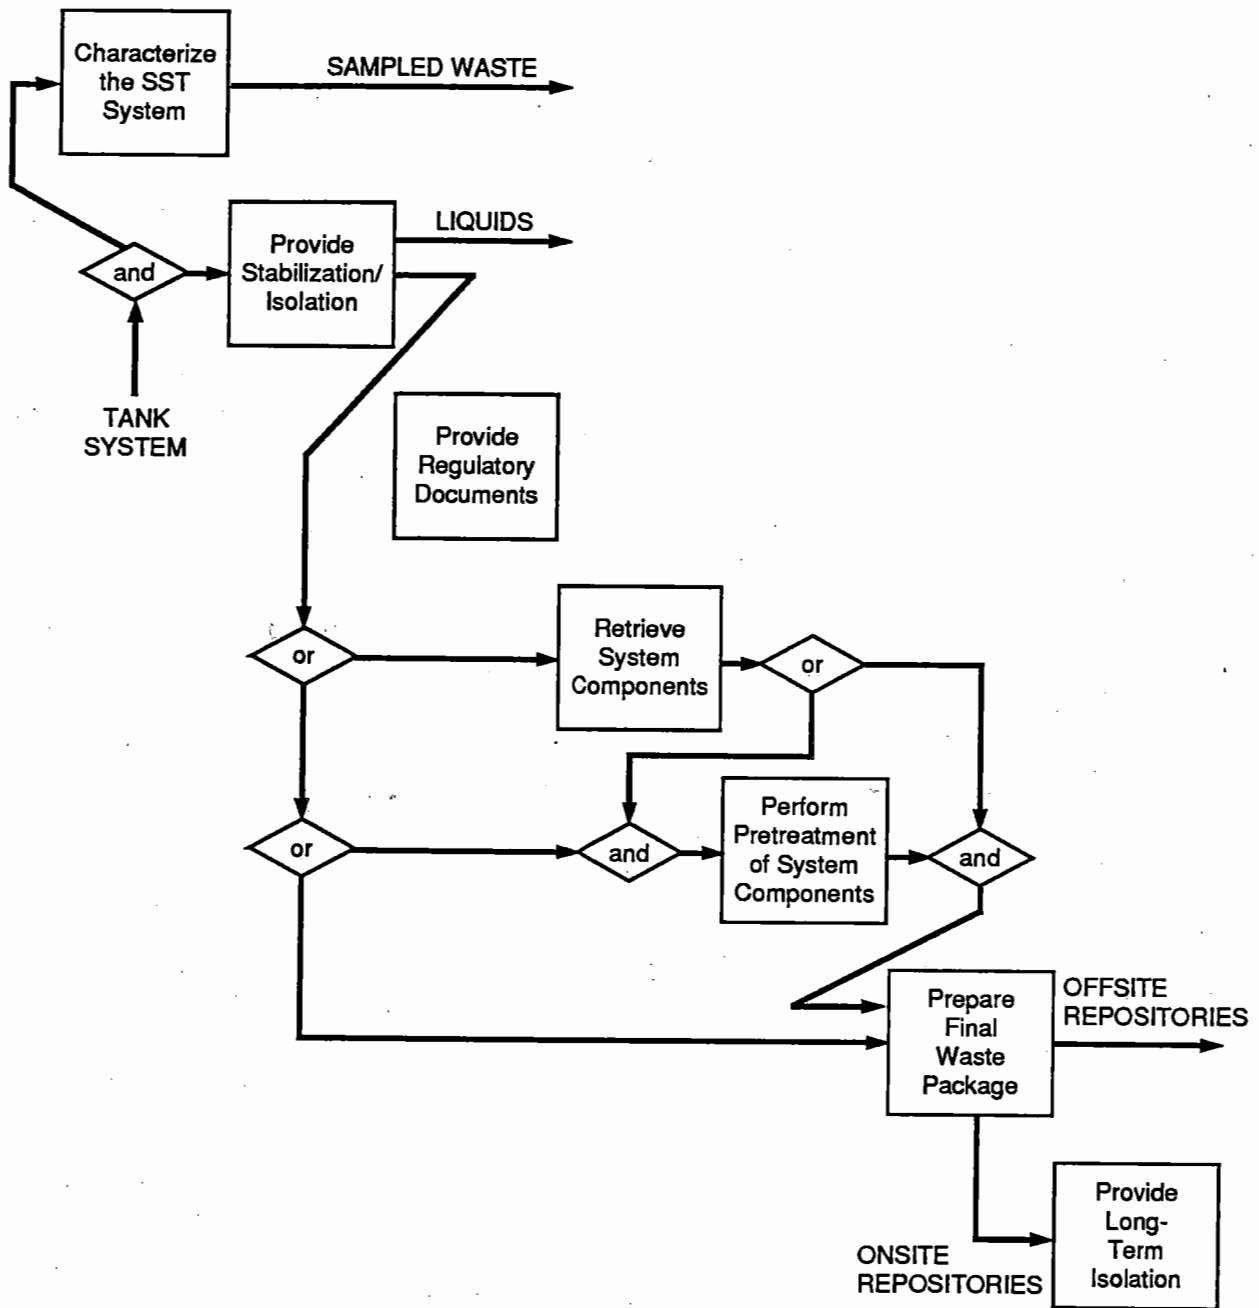 Characterize
the SST
System
SAMPLED WASTE
LIQUIDS
Provide
Stabilization/
Isolation
and
TANK
SYSTEM
Provide
Regulatory
Documents
or
Retrieve
System
Components
or
or
and
Perform
Pretreatment
of System
Components
and
Prepare
Final
Waste
Package
OFFSITE
REPOSITORIES
ONSITE
REPOSITORIES
Provide
Long-
Term
Isolation